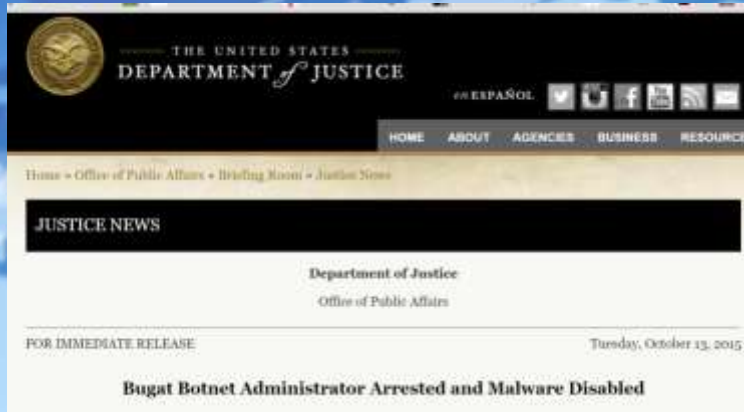 THE UNITED STATES
DEPARTMENT of JUSTICE
en ESPAÑOL
HOME ABOUT AGENCIES BUSINESS RESOURCE
Home » Office of Public Affairs » Briefing Room » Justice News
JUSTICE NEWS
Department of Justice
Office of Public Affairs
FOR IMMEDIATE RELEASE Tuesday, October 13, 2015
Bugat Botnet Administrator Arrested and Malware Disabled